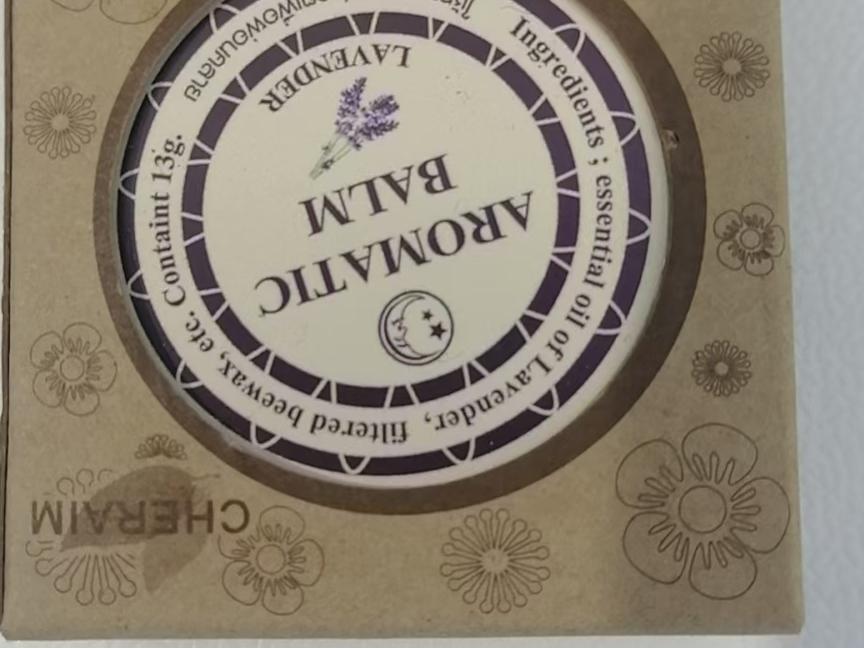 CHERAIM
AROMATIC
BALM
LAVENDER
Ingredients ; essential oil of Lavender, filtered beewax, etc. Containt 13g.